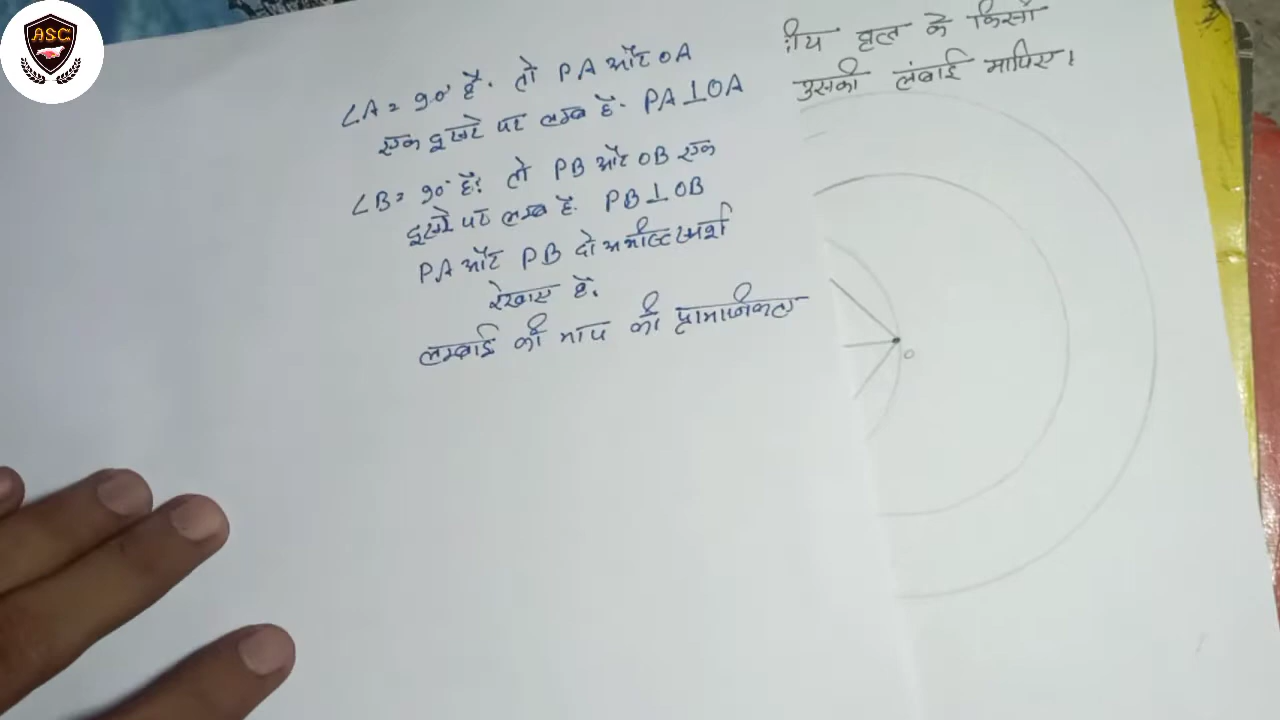 ASC
∠A = 90° है. तो PA और OA
एक दूसरे पर लम्ब है. PA⊥OA
∠B = 90° है; तो PB और OB एक
दूसरे पर लम्ब है. PB⊥OB
PA और PB दो अभीष्ट स्पर्श
रेखाए है.
लम्बाई की माप की प्रामाणिकता
ीय वृत के किसी
उसकी लंबाई मापिए।
O